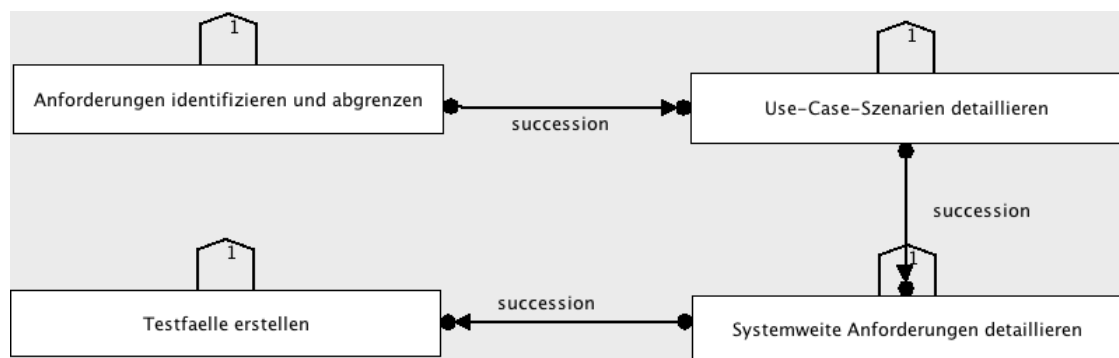 1
Anforderungen identifizieren und abgrenzen
succession
1
Use-Case-Szenarien detaillieren
succession
1
Systemweite Anforderungen detaillieren
succession
1
Testfaelle erstellen